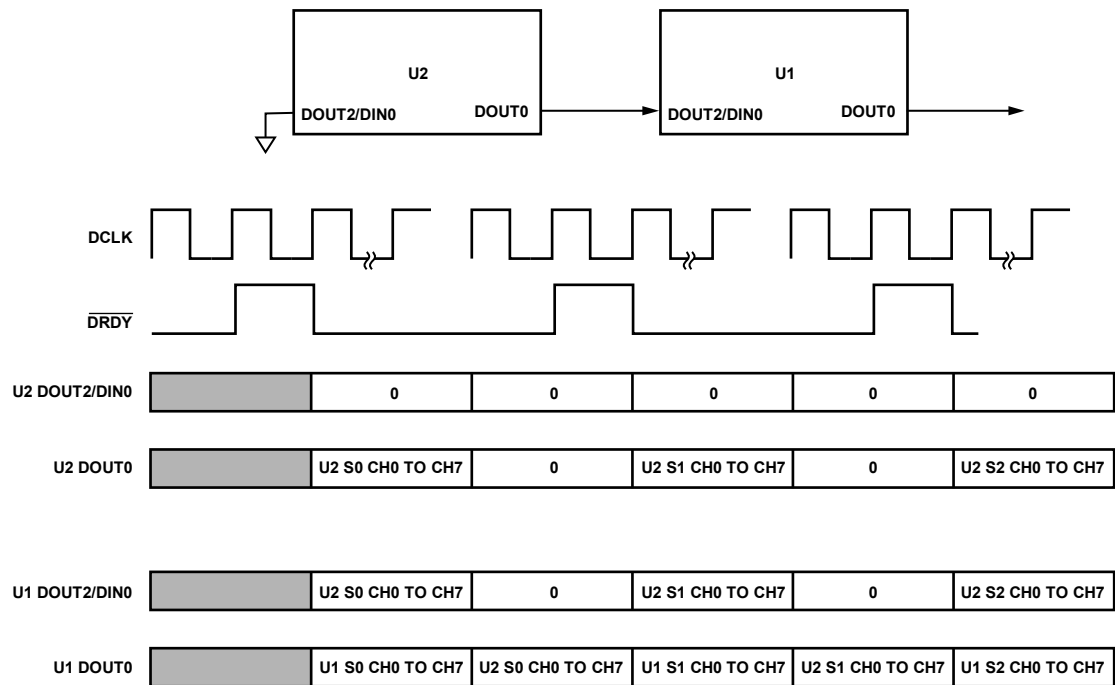 U2 U1
DOUT2/DIN0 DOUT0 DOUT2/DIN0 DOUT0
DCLK
DRDY
U2 DOUT2/DIN0 0 0 0 0 0
U2 DOUT0 U2 S0 CH0 TO CH7 0 U2 S1 CH0 TO CH7 0 U2 S2 CH0 TO CH7
U1 DOUT2/DIN0 U2 S0 CH0 TO CH7 0 U2 S1 CH0 TO CH7 0 U2 S2 CH0 TO CH7
U1 DOUT0 U1 S0 CH0 TO CH7 U2 S0 CH0 TO CH7 U1 S1 CH0 TO CH7 U2 S1 CH0 TO CH7 U1 S2 CH0 TO CH7